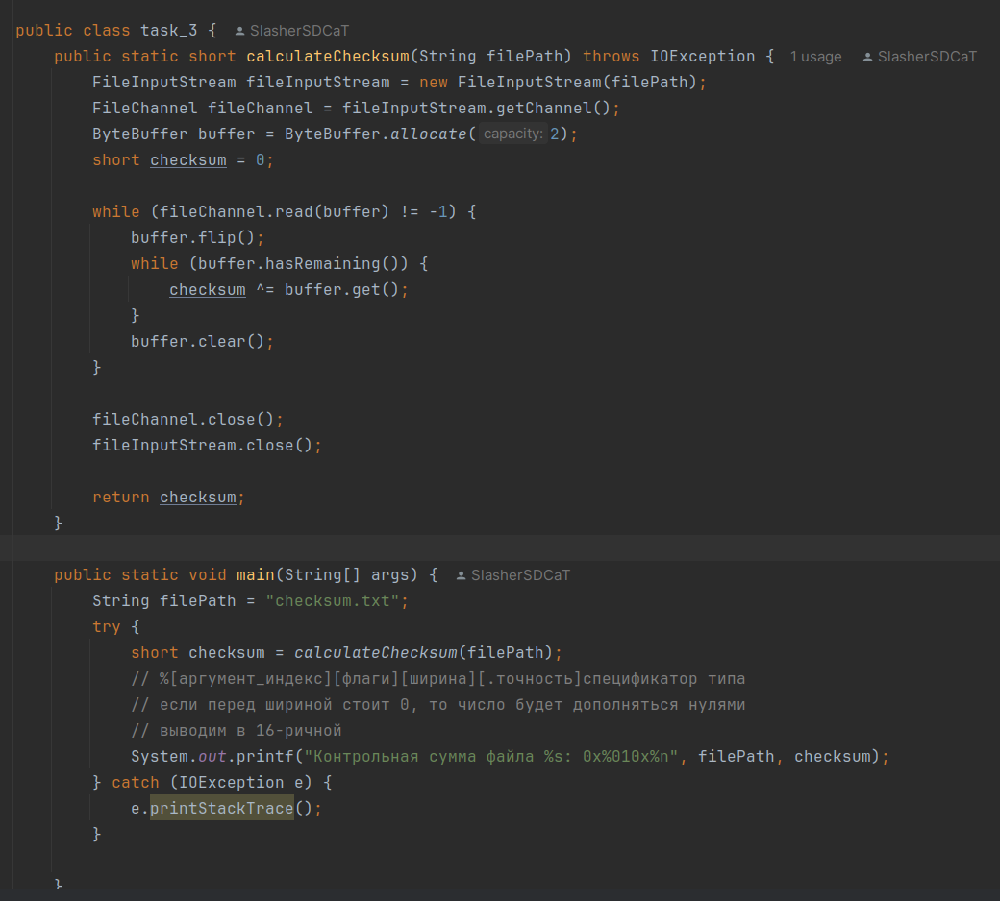 public class task_3 { SlasherSDCaT
public static short calculateChecksum(String filePath) throws IOException { 1 usage SlasherSDCaT
FileInputStream fileInputStream = new FileInputStream(filePath);
FileChannel fileChannel = fileInputStream.getChannel();
ByteBuffer buffer = ByteBuffer.allocate( capacity: 2);
short checksum = 0;
while (fileChannel.read(buffer) != -1) {
buffer.flip();
while (buffer.hasRemaining()) {
checksum ^= buffer.get();
}
buffer.clear();
}
fileChannel.close();
fileInputStream.close();
return checksum;
}
public static void main(String[] args) { SlasherSDCaT
String filePath = "checksum.txt";
try {
short checksum = calculateChecksum(filePath);
// %[аргумент_индекс][флаги][ширина][.точность]спецификатор типа
// если перед шириной стоит 0, то число будет дополняться нулями
// выводим в 16-ричной
System.out.printf("Контрольная сумма файла %s: 0x%010x%n", filePath, checksum);
} catch (IOException e) {
e.printStackTrace();
}
}